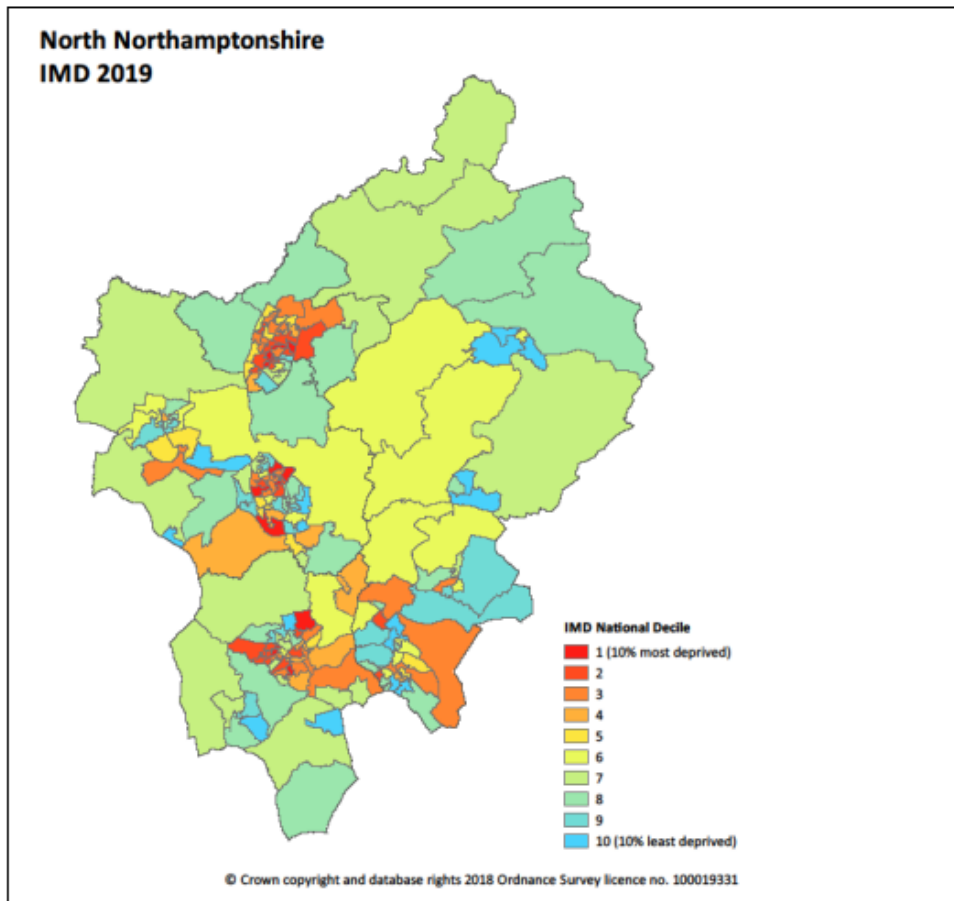 North Northamptonshire
IMD 2019
IMD National Decile
1 (10% most deprived)
2
3
4
5
6
7
8
9
10 (10% least deprived)
© Crown copyright and database rights 2018 Ordnance Survey licence no. 100019331